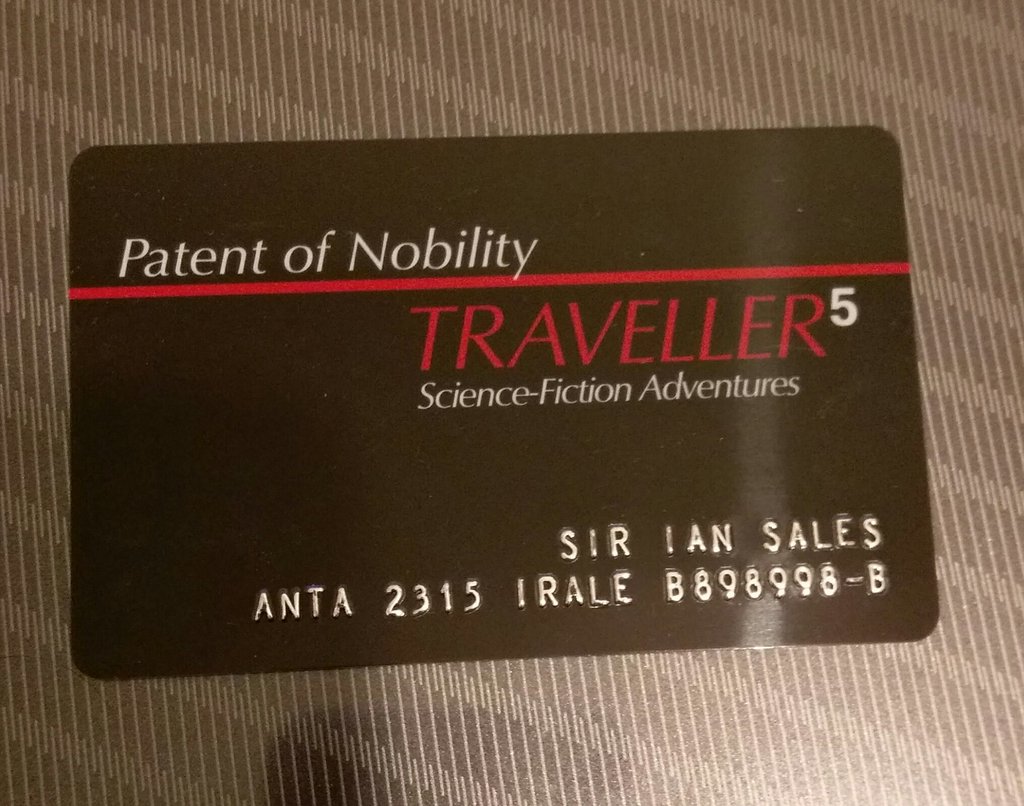 Patent of Nobility
TRAVELLER5
Science-Fiction Adventures
SIR IAN SALES
ANTA 2315 IRALE B898998-B